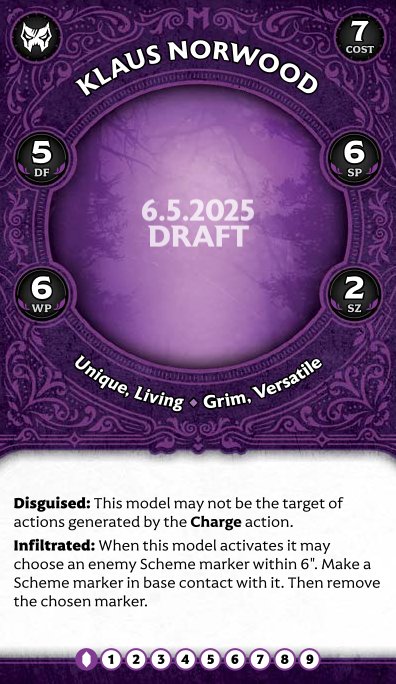 KLAUS NORWOOD
7
COST
5
DF
6
SP
6.5.2025
DRAFT
6
WP
2
SZ
Unique, Living ◆ Grim, Versatile
Disguised: This model may not be the target of
actions generated by the Charge action.
Infiltrated: When this model activates it may
choose an enemy Scheme marker within 6". Make a
Scheme marker in base contact with it. Then remove
the chosen marker.
1 2 3 4 5 6 7 8 9